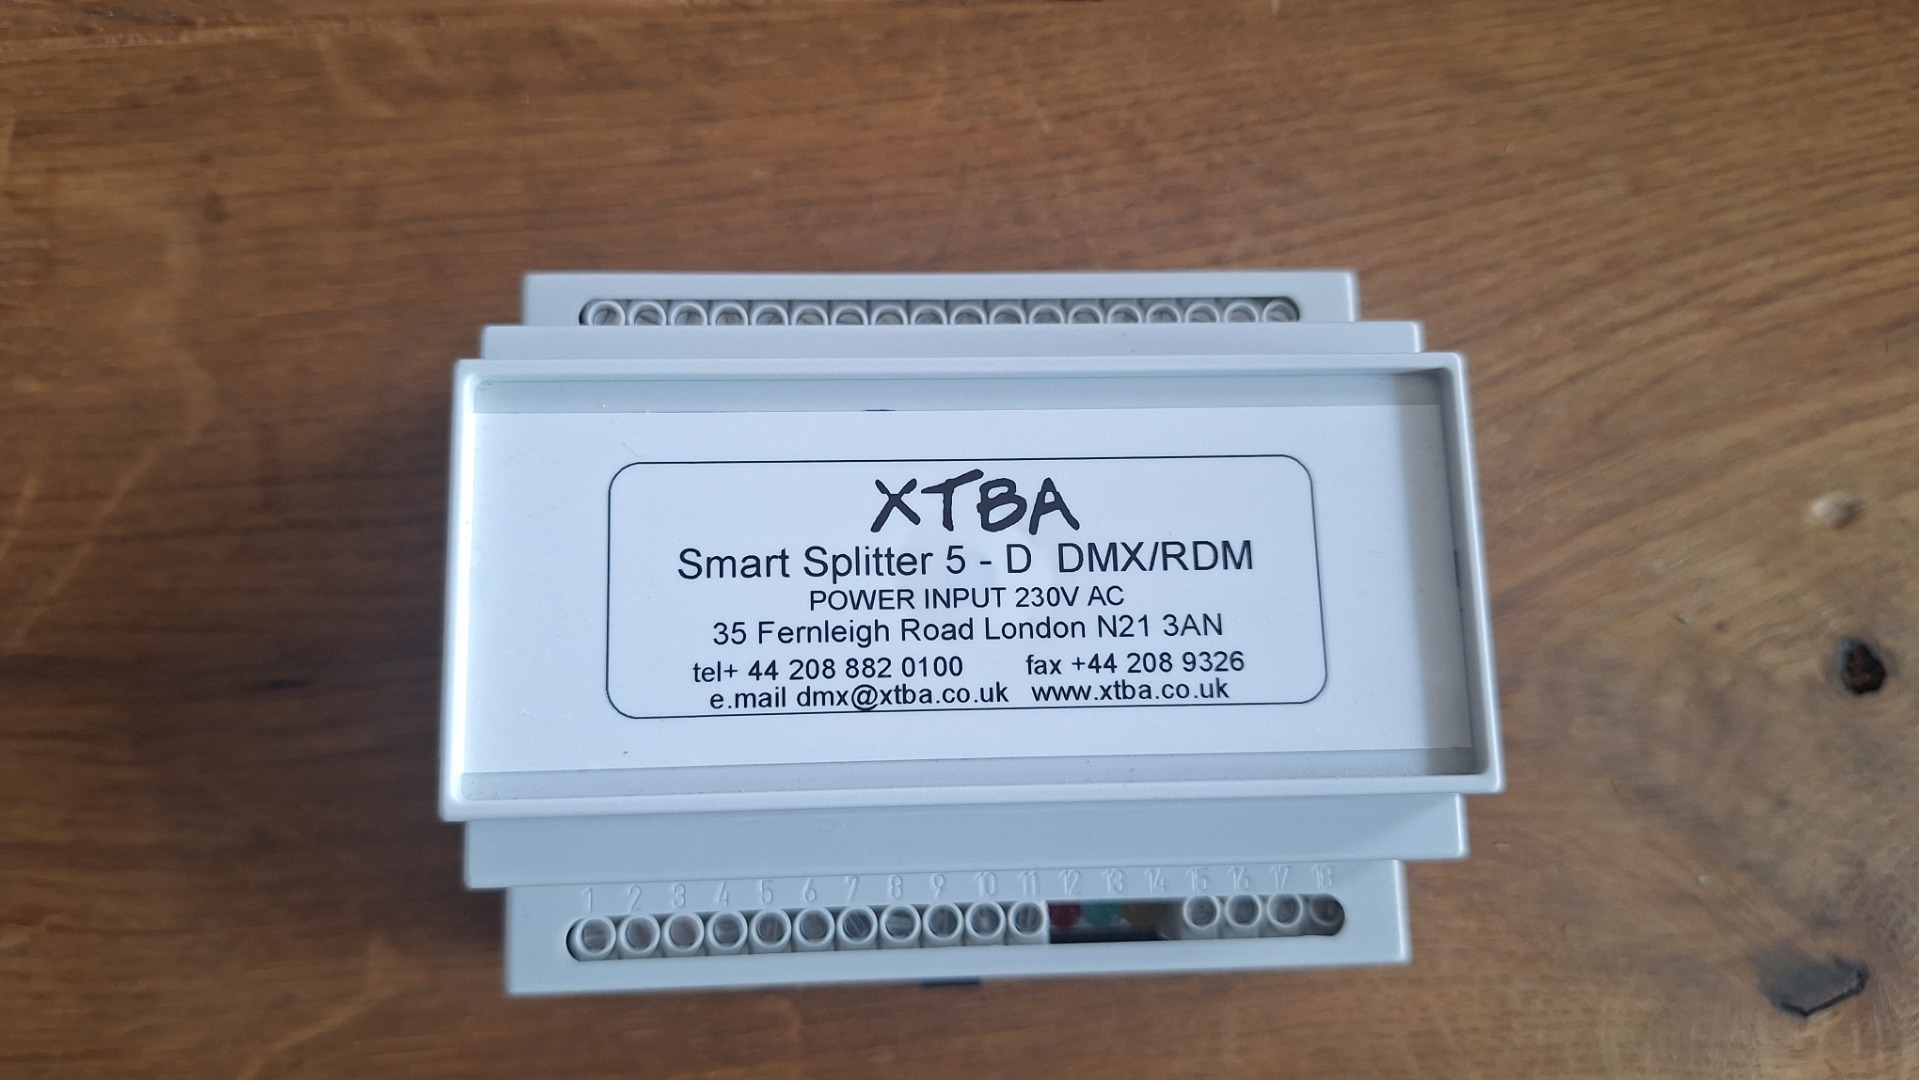 XTBA
Smart Splitter 5 - D DMX/RDM
POWER INPUT 230V AC
35 Fernleigh Road London N21 3AN
tel+ 44 208 882 0100 fax +44 208 9326
e.mail dmx@xtba.co.uk www.xtba.co.uk
1 2 3 4 5 6 7 8 9 10 11 12 13 14 15 16 17 18